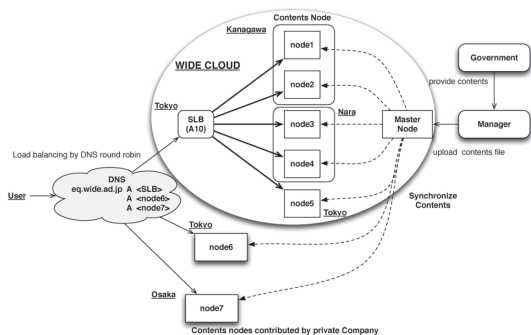 Contents Node
Kanagawa
Government
node1
WIDE CLOUD
provide contents
node2
Tokyo
SLB
(A10)
Nara
node3
Master
Node
Manager
Load balancing by DNS round robin
upload contents file
node4
DNS
eq.wide.ad.jp A <SLB>
A <node6>
A <node7>
User
node5
Tokyo
Synchronize
Contents
Tokyo
node6
Osaka
node7
Contents nodes contributed by private Company